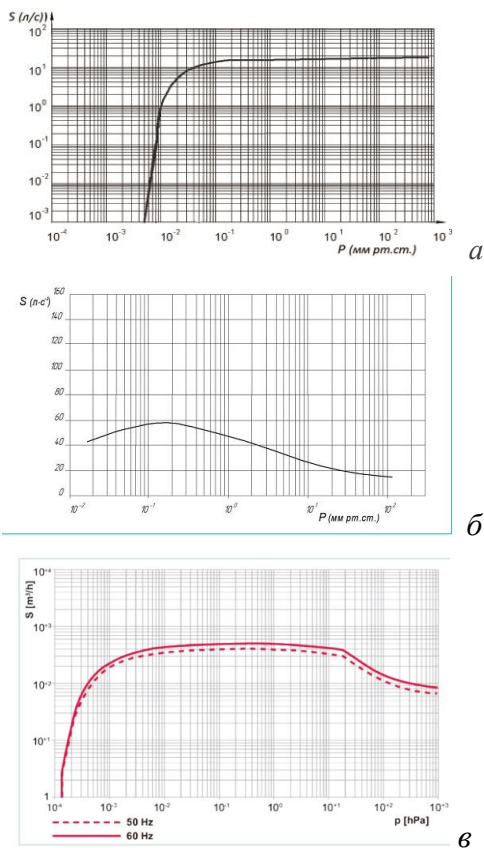 S (л/с))
10²
10¹
10⁰
10⁻¹
10⁻²
10⁻³
10⁻⁴ 10⁻³ 10⁻² 10⁻¹ 10⁰ 10¹ 10² 10³
P (мм рт.ст.)
а
S (л·с⁻¹)
160
140
120
100
80
60
40
20
0
10⁻² 10⁻¹ 10⁰ 10¹ 10²
P (мм рт.ст.)
б
S [m³/h]
10⁺⁴
10⁺³
10⁺²
10⁺¹
1
10⁻⁴ 10⁻³ 10⁻² 10⁻¹ 10⁰ 10⁺¹ 10⁺² 10⁺³
p [hPa]
50 Hz
60 Hz
в